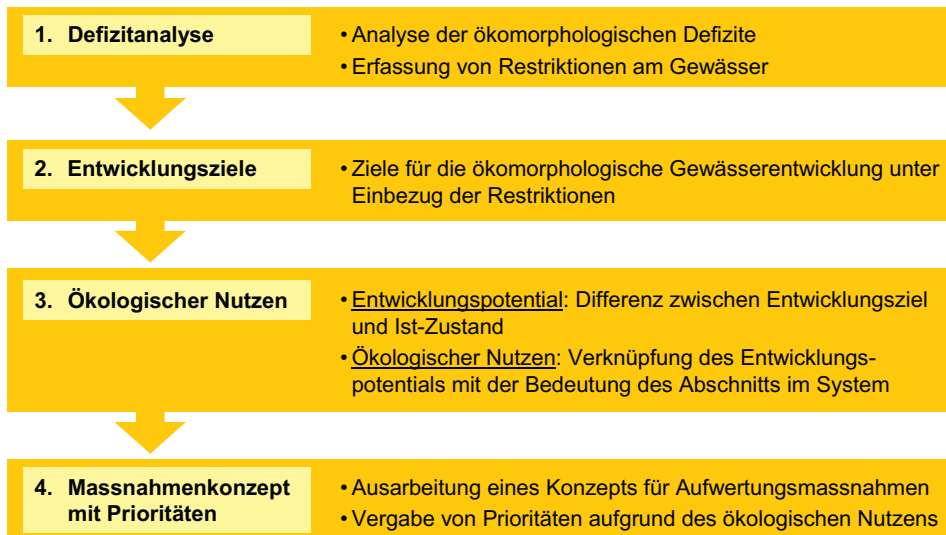 1. Defizitanalyse
• Analyse der ökomorphologischen Defizite
• Erfassung von Restriktionen am Gewässer
2. Entwicklungsziele
• Ziele für die ökomorphologische Gewässerentwicklung unter
Einbezug der Restriktionen
3. Ökologischer Nutzen
• Entwicklungspotential: Differenz zwischen Entwicklungsziel
und Ist-Zustand
• Ökologischer Nutzen: Verknüpfung des Entwicklungs-
potentials mit der Bedeutung des Abschnitts im System
4. Massnahmenkonzept
mit Prioritäten
• Ausarbeitung eines Konzepts für Aufwertungsmassnahmen
• Vergabe von Prioritäten aufgrund des ökologischen Nutzens